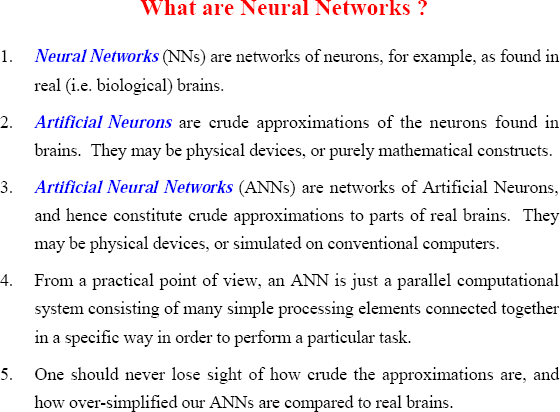 What are Neural Networks ?
1. Neural Networks (NNs) are networks of neurons, for example, as found in
real (i.e. biological) brains.
2. Artificial Neurons are crude approximations of the neurons found in
brains. They may be physical devices, or purely mathematical constructs.
3. Artificial Neural Networks (ANNs) are networks of Artificial Neurons,
and hence constitute crude approximations to parts of real brains. They
may be physical devices, or simulated on conventional computers.
4. From a practical point of view, an ANN is just a parallel computational
system consisting of many simple processing elements connected together
in a specific way in order to perform a particular task.
5. One should never lose sight of how crude the approximations are, and
how over-simplified our ANNs are compared to real brains.